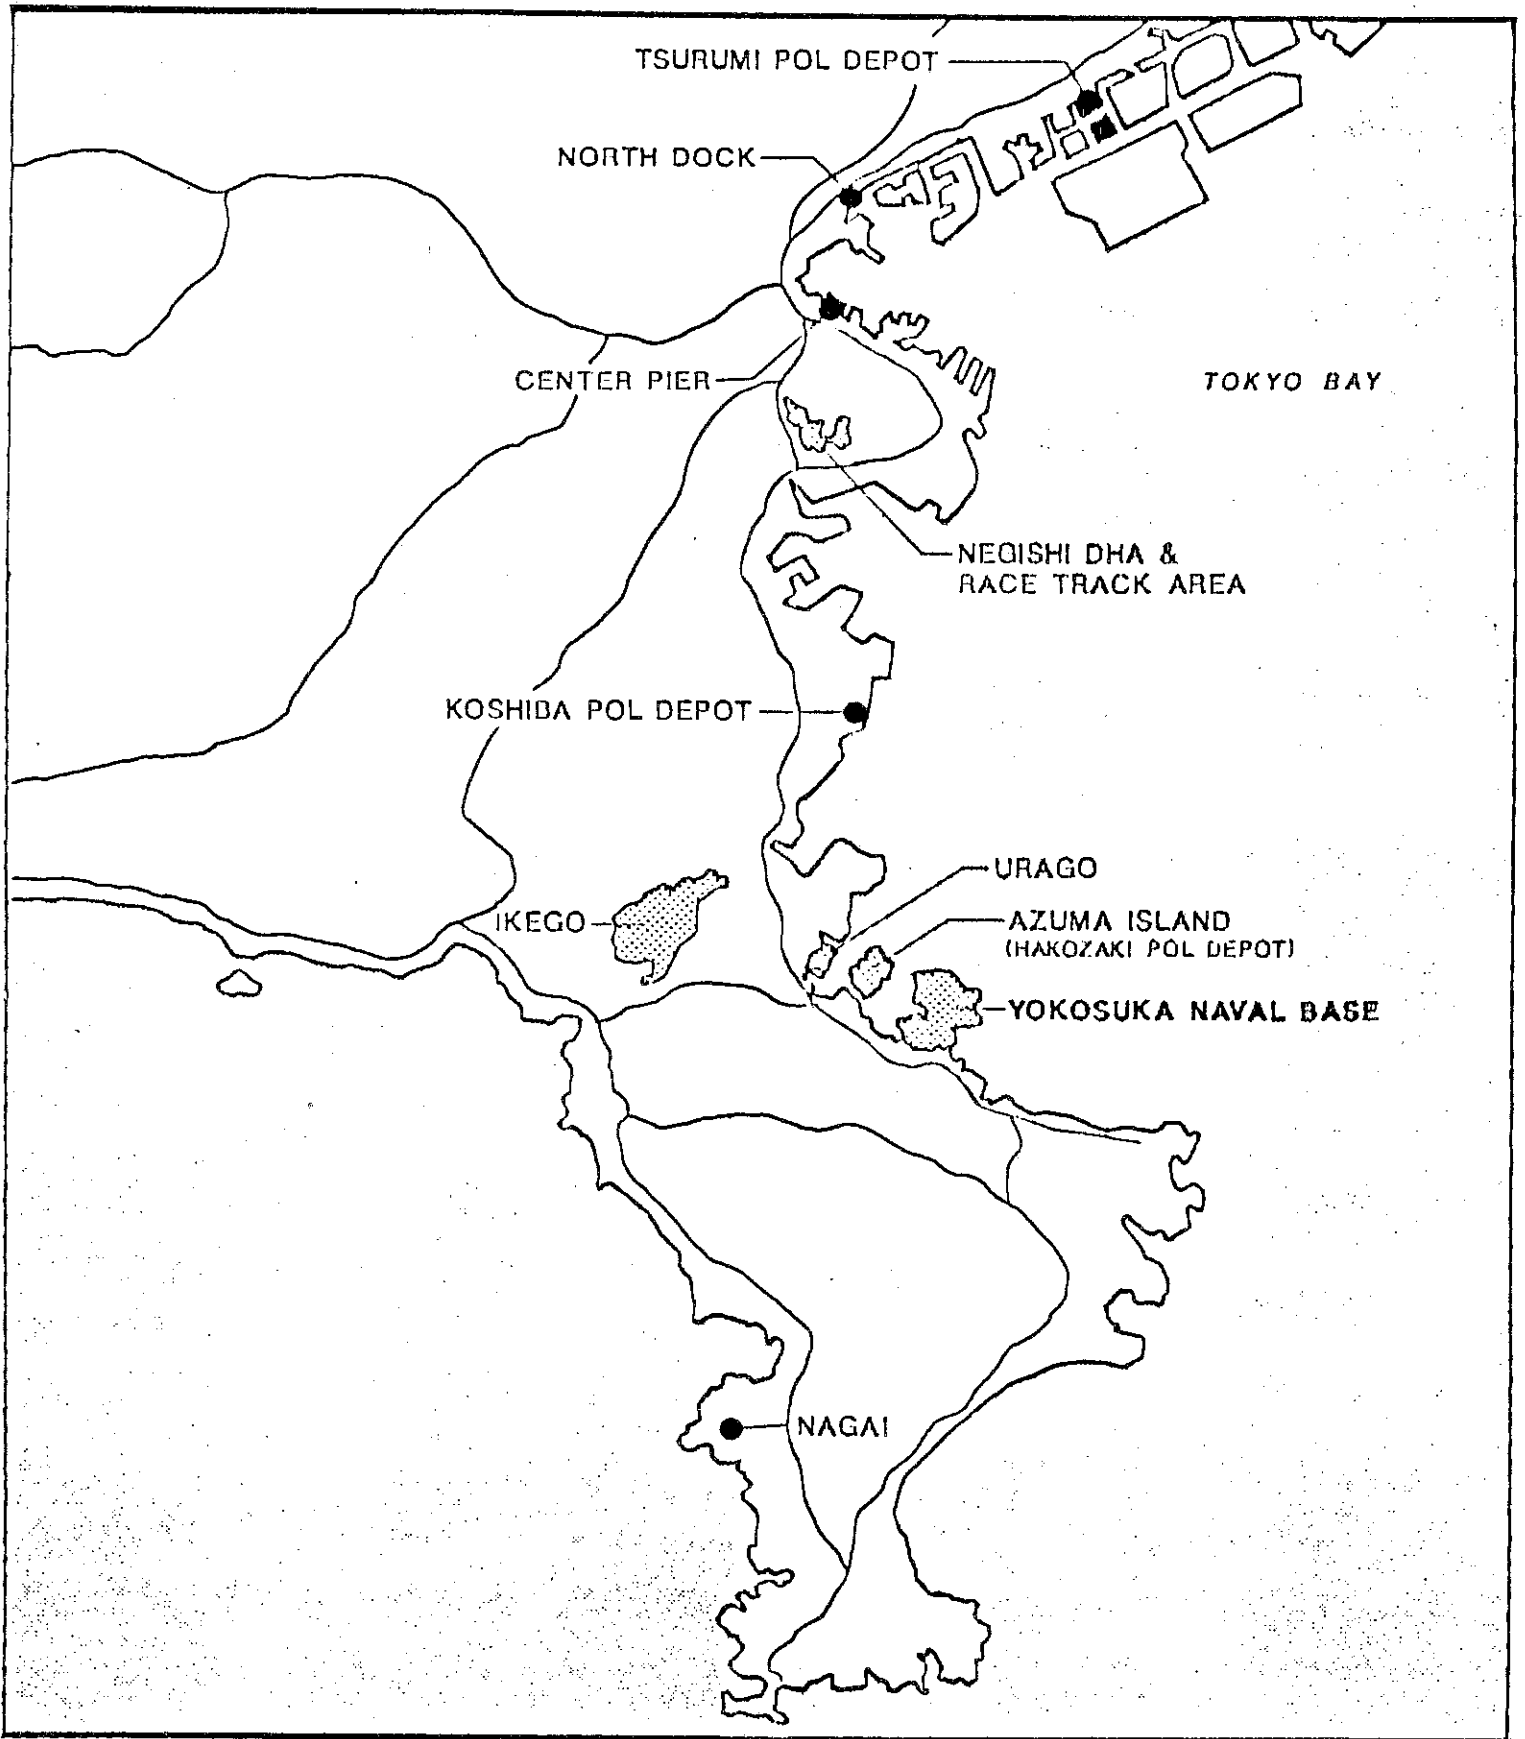 TSURUMI POL DEPOT
NORTH DOCK
CENTER PIER
TOKYO BAY
NEGISHI DHA &
RACE TRACK AREA
KOSHIBA POL DEPOT
URAGO
IKEGO
AZUMA ISLAND
(HAKOZAKI POL DEPOT)
YOKOSUKA NAVAL BASE
NAGAI